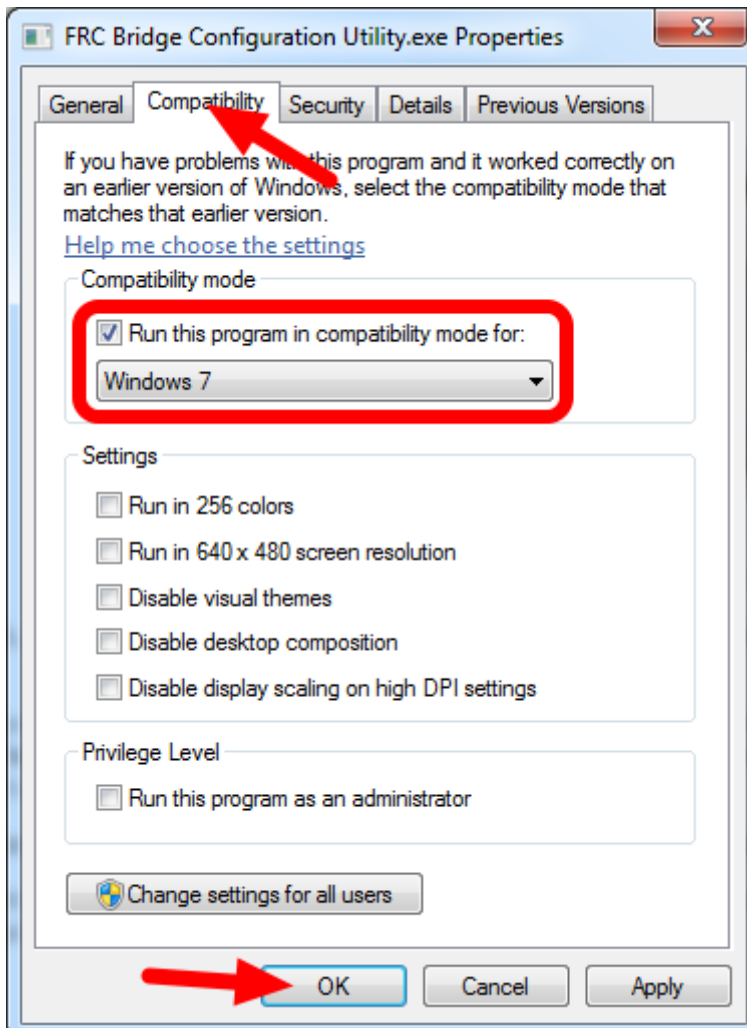 FRC Bridge Configuration Utility.exe Properties
General Compatibility Security Details Previous Versions
If you have problems with this program and it worked correctly on
an earlier version of Windows, select the compatibility mode that
matches that earlier version.
Help me choose the settings
Compatibility mode
Run this program in compatibility mode for:
Windows 7
Settings
Run in 256 colors
Run in 640 x 480 screen resolution
Disable visual themes
Disable desktop composition
Disable display scaling on high DPI settings
Privilege Level
Run this program as an administrator
Change settings for all users
OK Cancel Apply